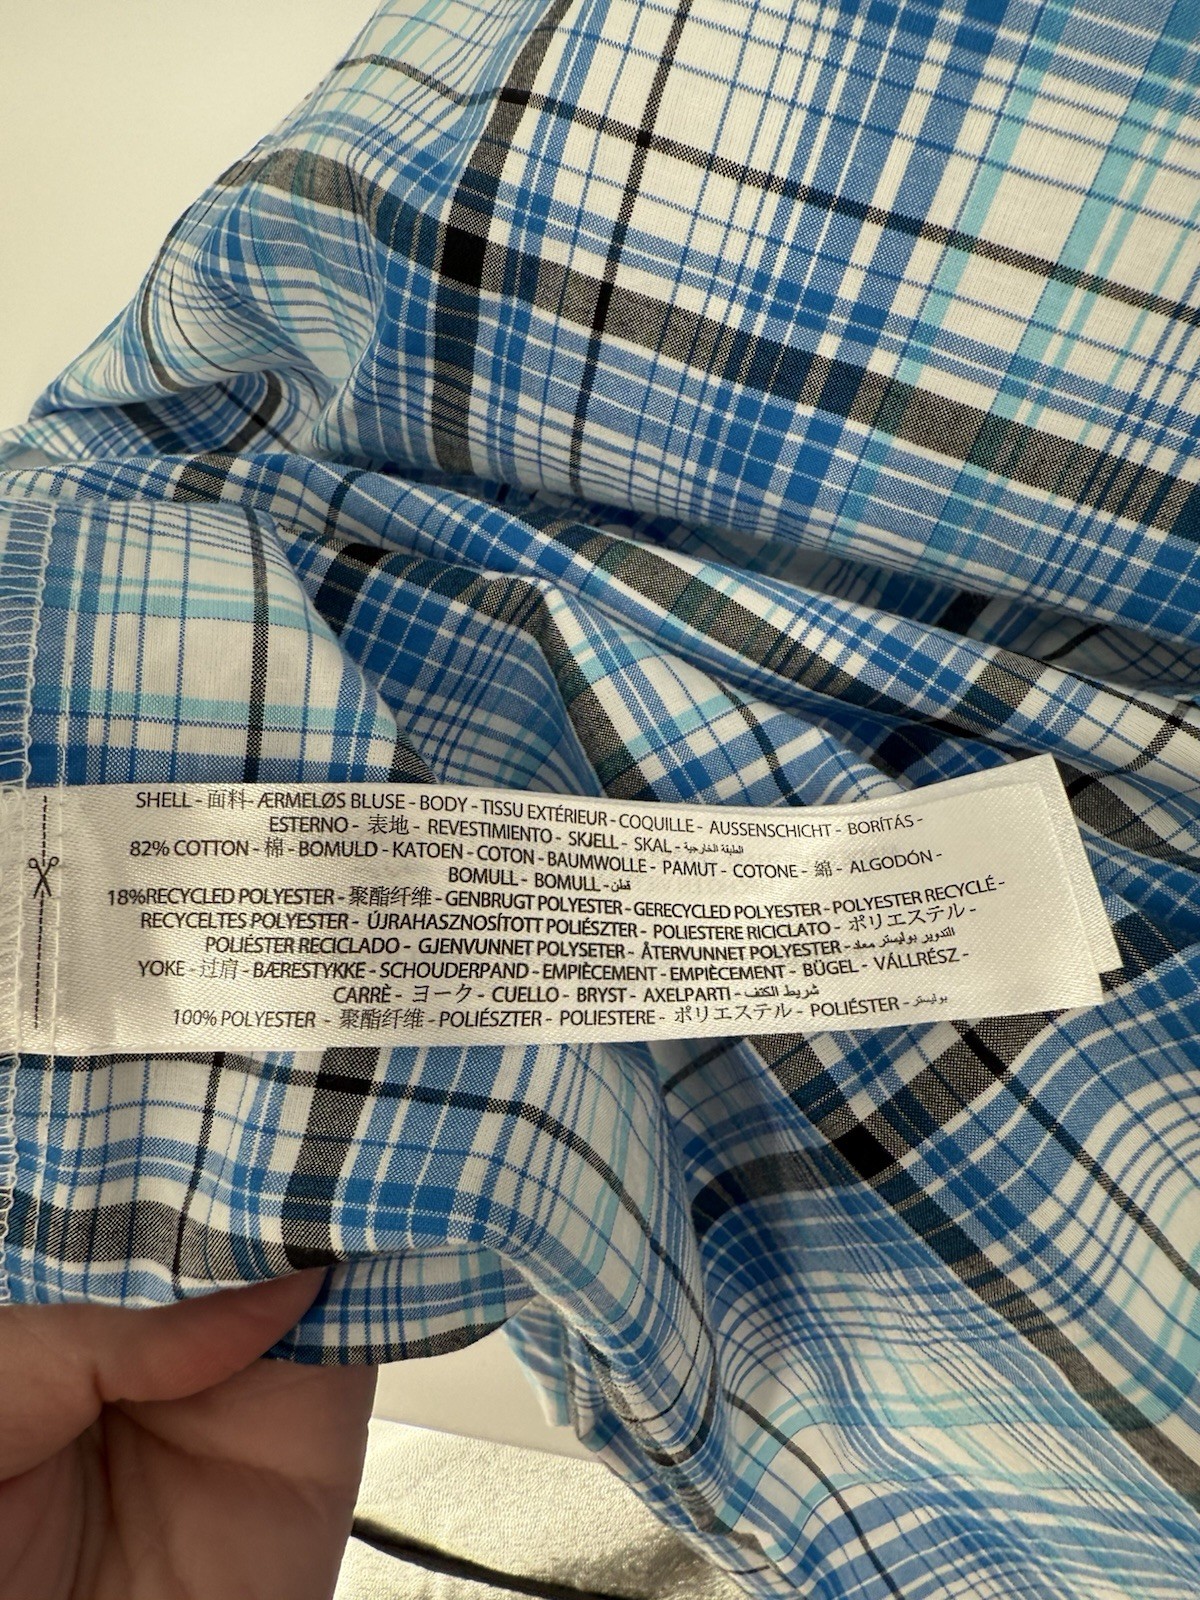 SHELL - 面料- ÆRMELØS BLUSE - BODY - TISSU EXTÉRIEUR - COQUILLE - AUSSENSCHICHT - BORÍTÁS -
ESTERNO - 表地 - REVESTIMIENTO - SKJELL - SKAL - الطبقة الخارجية
82% COTTON - 棉 - BOMULD - KATOEN - COTON - BAUMWOLLE - PAMUT - COTONE - 綿 - ALGODÓN -
BOMULL - BOMULL - قطن
18%RECYCLED POLYESTER - 聚酯纤维 - GENBRUGT POLYESTER - GERECYCLED POLYESTER - POLYESTER RECYCLÉ -
RECYCELTES POLYESTER - ÚJRAHASZNOSÍTOTT POLIÉSZTER - POLIESTERE RICICLATO - ポリエステル -
POLIÉSTER RECICLADO - GJENVUNNET POLYSETER - ÅTERVUNNET POLYESTER - التدوير بوليستر معاد
YOKE - 过肩 - BÆRESTYKKE - SCHOUDERPAND - EMPIÈCEMENT - EMPIÈCEMENT - BÜGEL - VÁLLRÉSZ -
CARRÈ - ヨーク - CUELLO - BRYST - AXELPARTI - شريط الكتف
100% POLYESTER - 聚酯纤维 - POLIÉSZTER - POLIESTERE - ポリエステル - POLIÉSTER - بوليستر